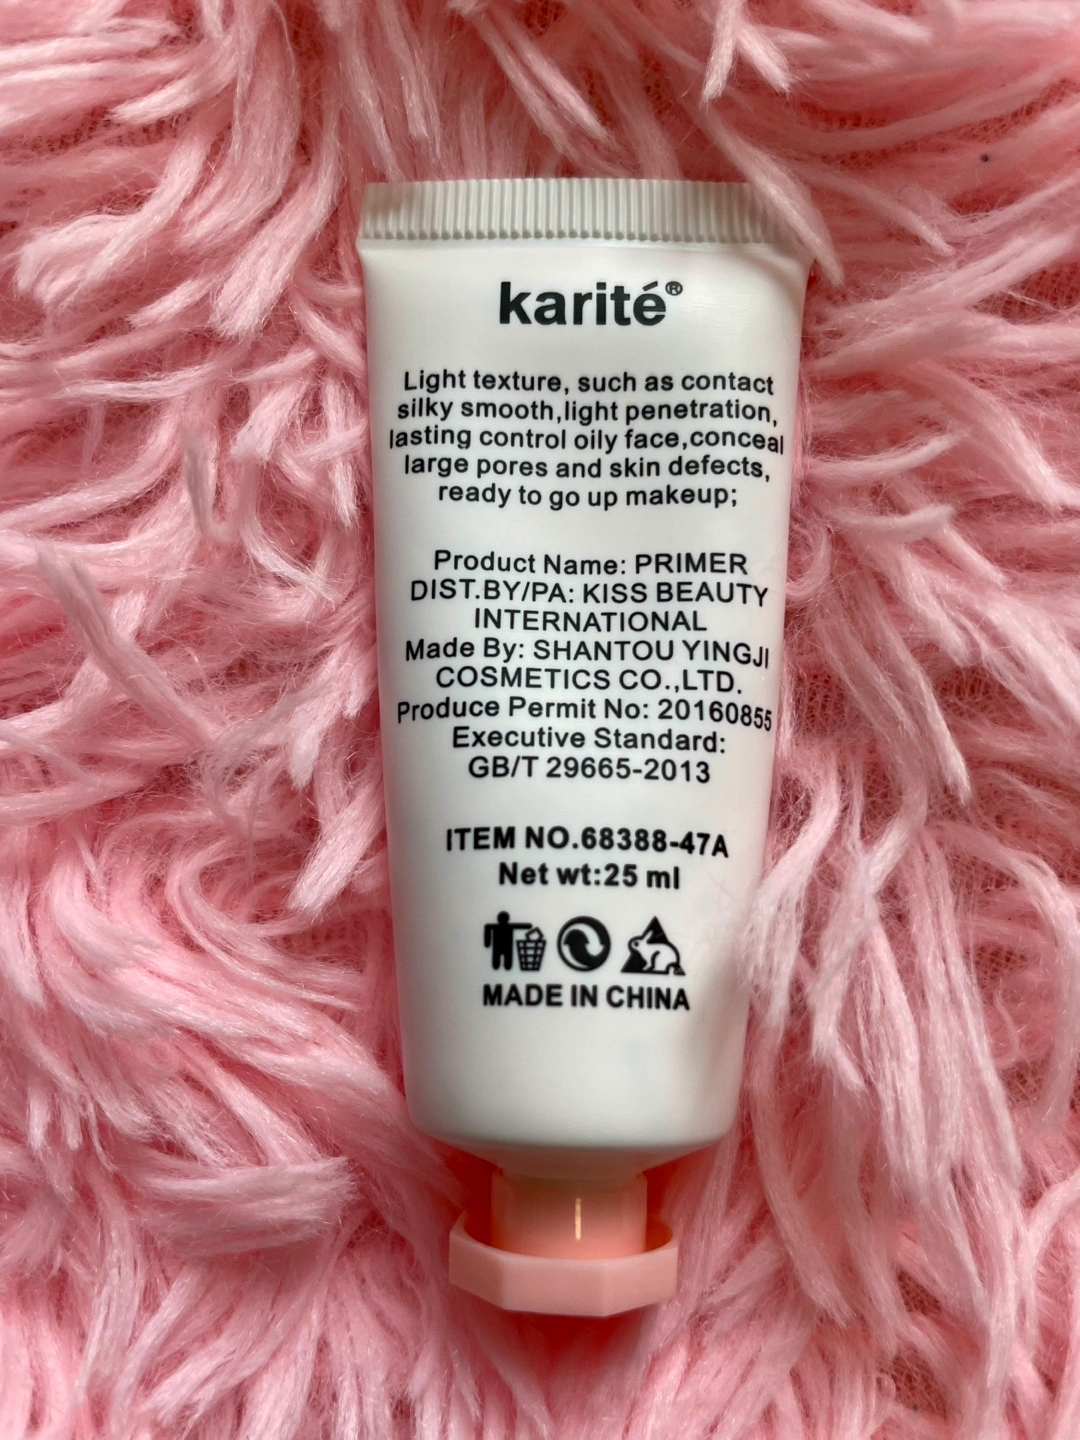 karité®
Light texture, such as contact
silky smooth,light penetration,
lasting control oily face,conceal
large pores and skin defects,
ready to go up makeup;
Product Name: PRIMER
DIST.BY/PA: KISS BEAUTY
INTERNATIONAL
Made By: SHANTOU YINGJI
COSMETICS CO.,LTD.
Produce Permit No: 20160855
Executive Standard:
GB/T 29665-2013
ITEM NO.68388-47A
Net wt:25 ml
MADE IN CHINA